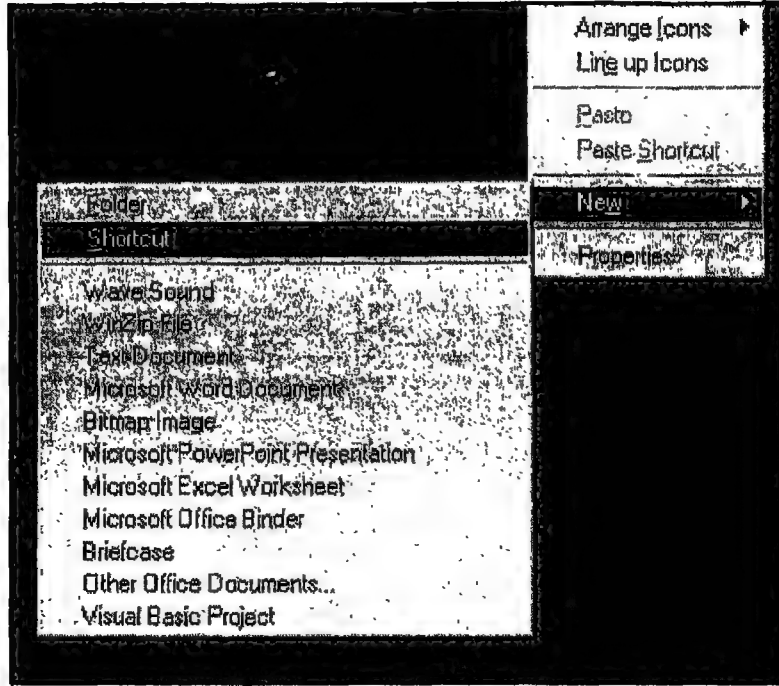 Arrange Icons
Line up Icons
Paste
Paste Shortcut
New
Properties
Folder
Shortcut
Wave Sound
WinZip File
Text Document
Microsoft Word Document
Bitmap Image
Microsoft PowerPoint Presentation
Microsoft Excel Worksheet
Microsoft Office Binder
Briefcase
Other Office Documents...
Visual Basic Project